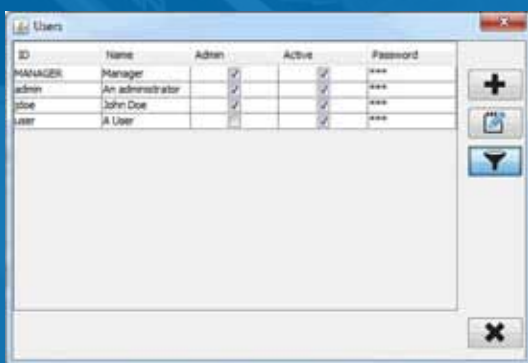 Users
ID Name Admin Active Password
MANAGER Manager ***
admin An administrator ***
jdoe John Doe ***
user A User ***